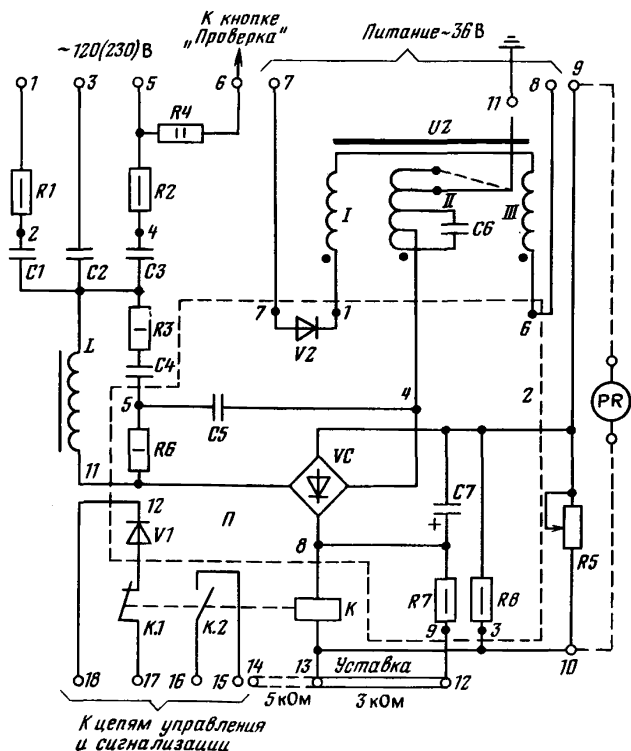 К кнопке
„Проверка"
~120(230)В
Питание~36В
1
3
5
6
7
11
8
9
R4
U2
R1
R2
2
4
I
II
III
C6
C1
C2
C3
R3
7
1
6
V2
L
C4
5
4
2
PR
C5
R6
11
VC
C7
12
V1
П
8
R5
+
K
R7
R8
K.1
K.2
9
3
10
18
17
16
15
14
13
Уставка
12
5 кОм
3 кОм
К цепям управления
и сигнализации